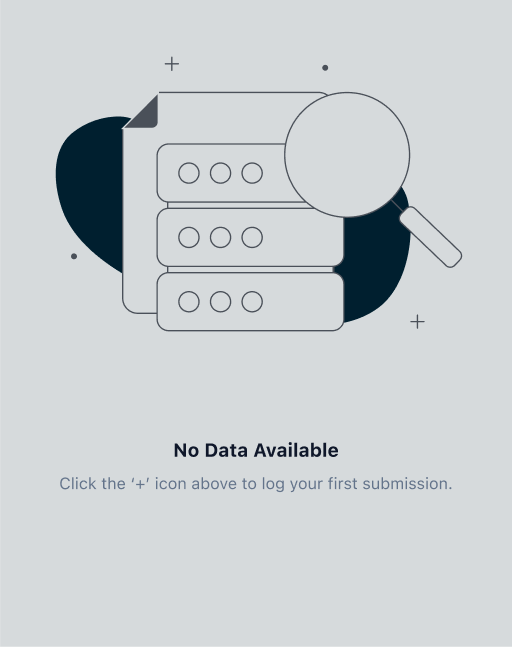 No Data Available
Click the ‘+’ icon above to log your first submission.